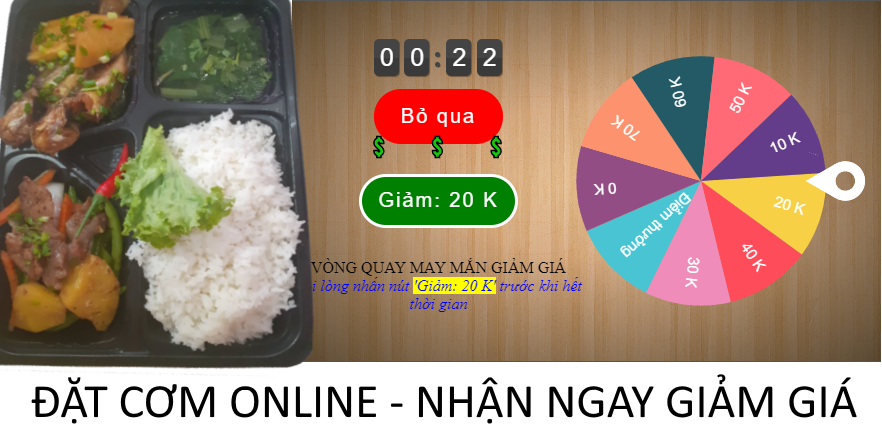 00:22
Bỏ qua
$ $ $
Giảm: 20 K
VÒNG QUAY MAY MẮN GIẢM GIÁ
i lòng nhấn nút 'Giảm: 20 K' trước khi hết
thời gian
60 K
50 K
10 K
20 K
40 K
30 K
Điểm thưởng
0 K
70 K
ĐẶT CƠM ONLINE - NHẬN NGAY GIẢM GIÁ